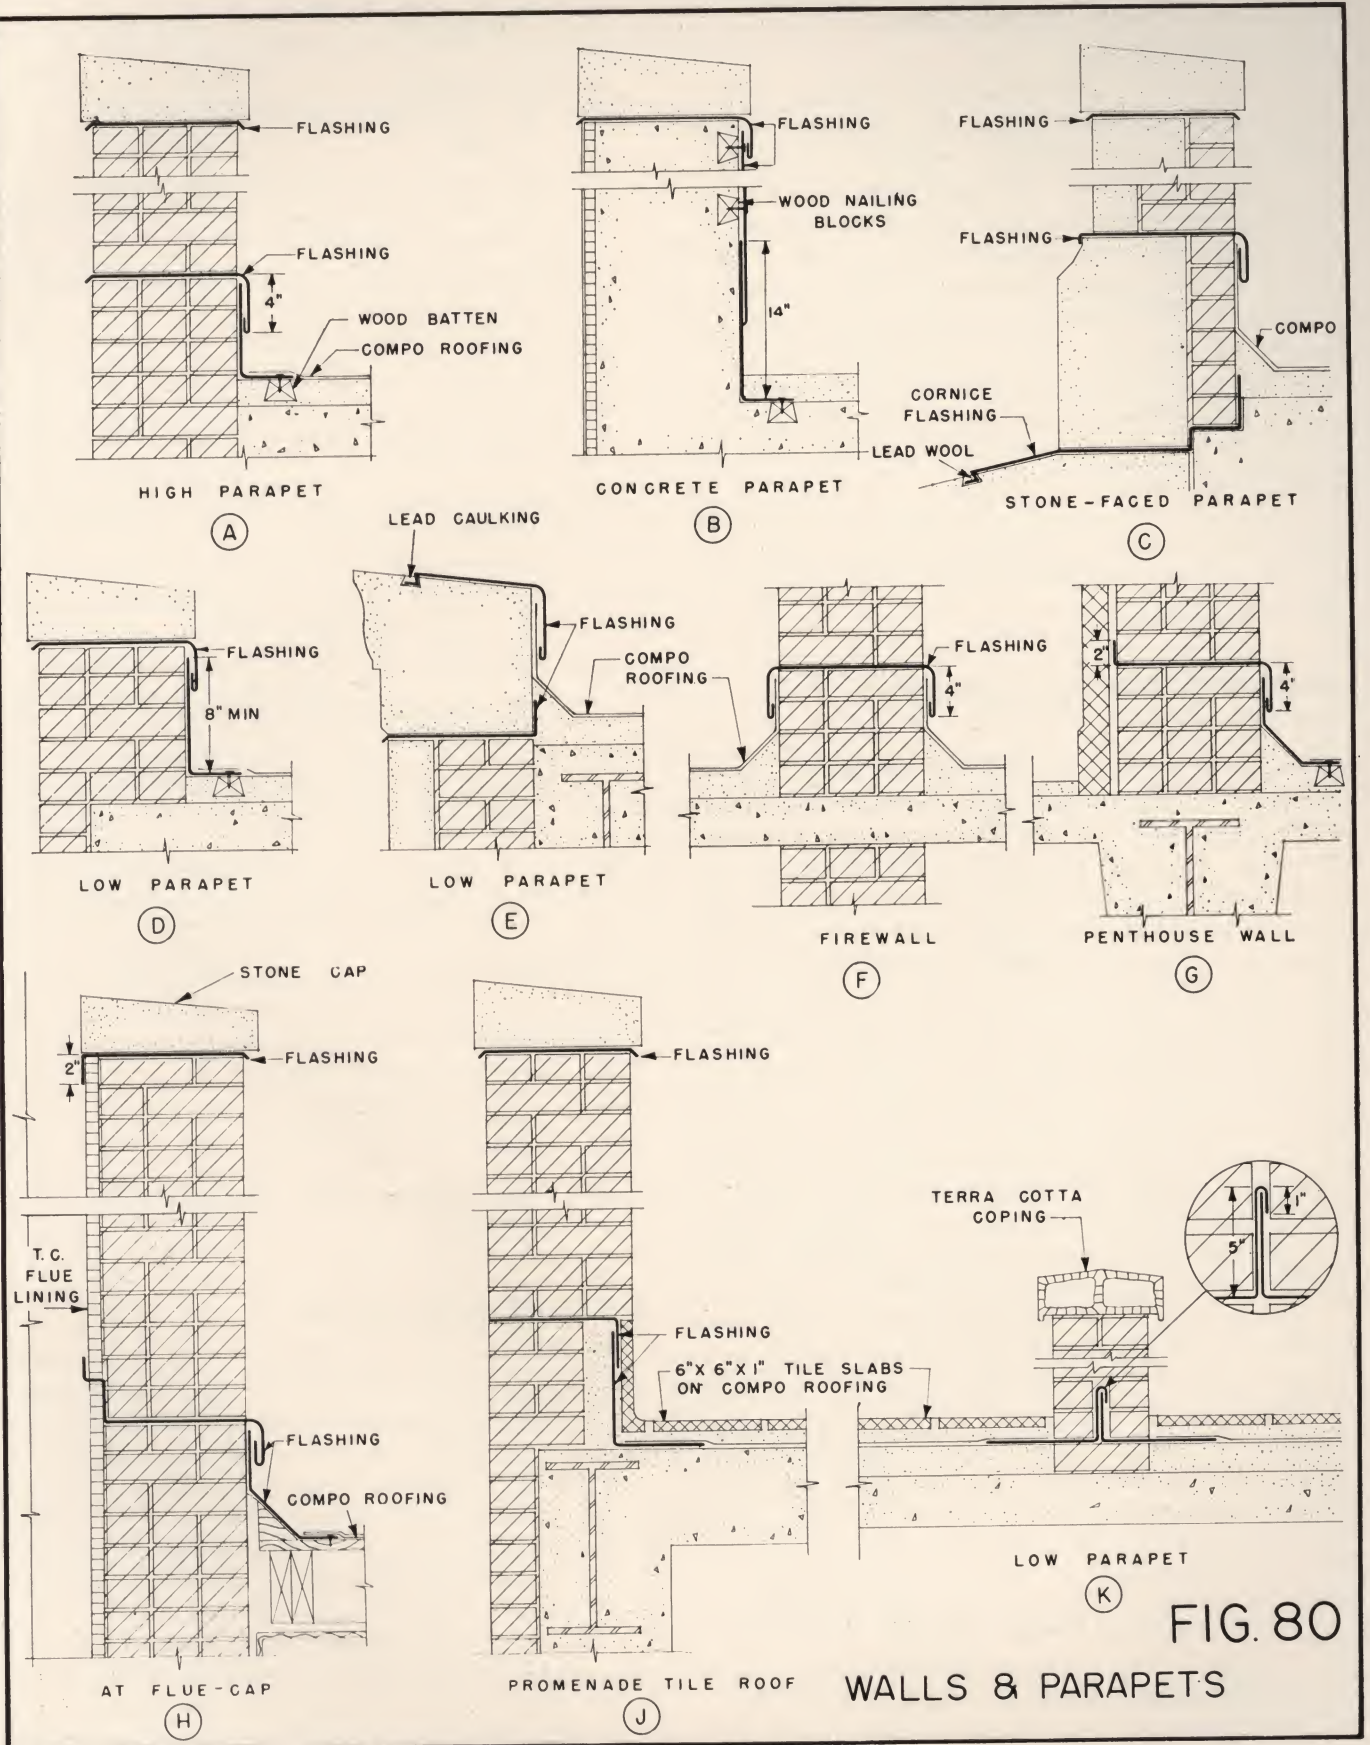 FLASHING
FLASHING
4"
WOOD BATTEN
COMPO ROOFING
HIGH PARAPET
A
FLASHING
WOOD NAILING
BLOCKS
14"
CONCRETE PARAPET
B
FLASHING
FLASHING
COMPO
CORNICE
FLASHING
LEAD WOOL
STONE-FACED PARAPET
C
FLASHING
8" MIN
LOW PARAPET
D
LEAD CAULKING
FLASHING
COMPO
ROOFING
LOW PARAPET
E
FLASHING
4"
FIREWALL
F
2"
4"
PENTHOUSE WALL
G
STONE CAP
FLASHING
2"
T. C.
FLUE
LINING
FLASHING
COMPO ROOFING
AT FLUE-CAP
H
FLASHING
FLASHING
6"X 6"X 1" TILE SLABS
ON COMPO ROOFING
PROMENADE TILE ROOF
J
TERRA COTTA
COPING
1"
5"
LOW PARAPET
K
FIG. 80
WALLS & PARAPETS